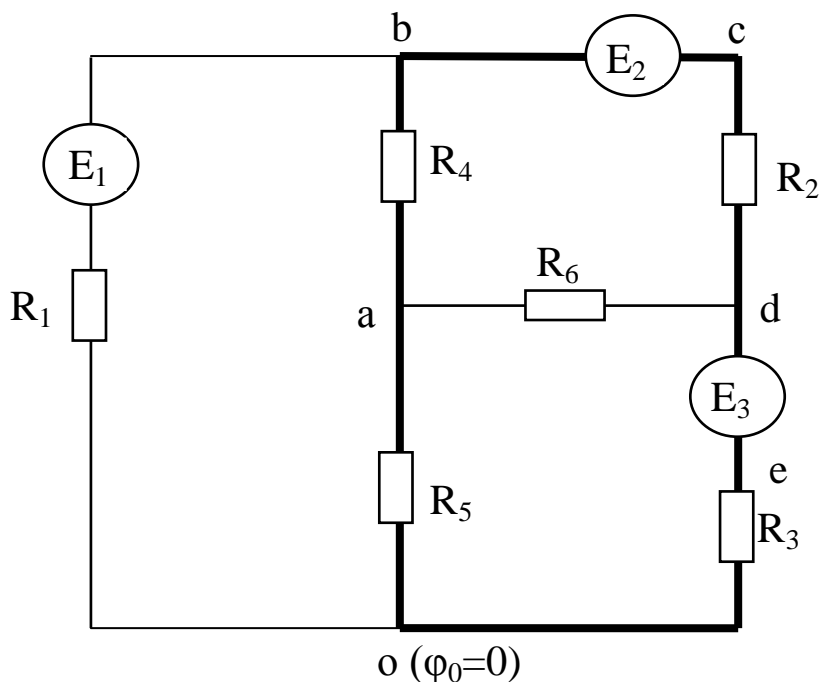 b c
E₂
E₁ R₄ R₂
R₆
R₁ a d
E₃
e
R₅ R₃
o (φ₀=0)